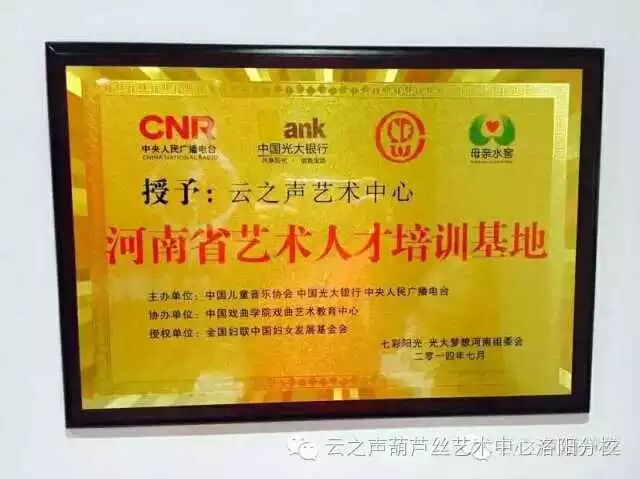 CNR
中央人民广播电台
CHINA NATIONAL RADIO
ank
中国光大银行
母亲水窖
授予：云之声艺术中心
河南省艺术人才培训基地
主办单位：中国儿童音乐协会 中国光大银行 中央人民广播电台
协办单位：中国戏曲学院戏曲艺术教育中心
授权单位：全国妇联中国妇女发展基金会
七彩阳光 光大梦想河南组委会
二零一四年七月
云之声葫芦丝艺术中心洛阳分校